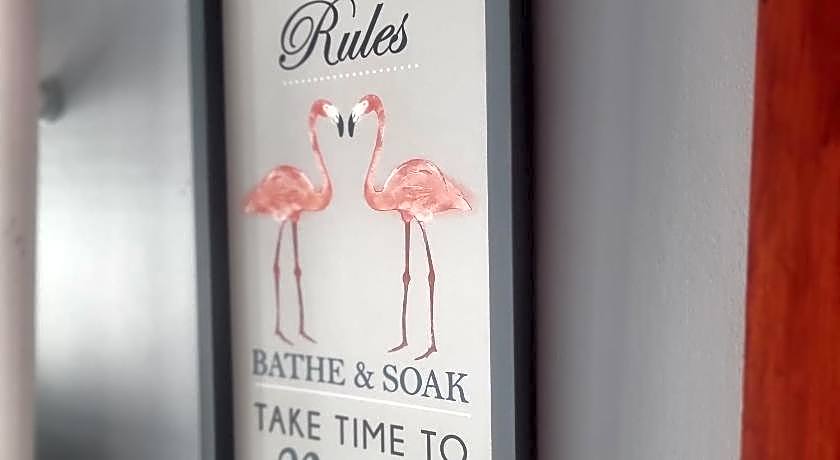 Rules
BATHE & SOAK
TAKE TIME TO